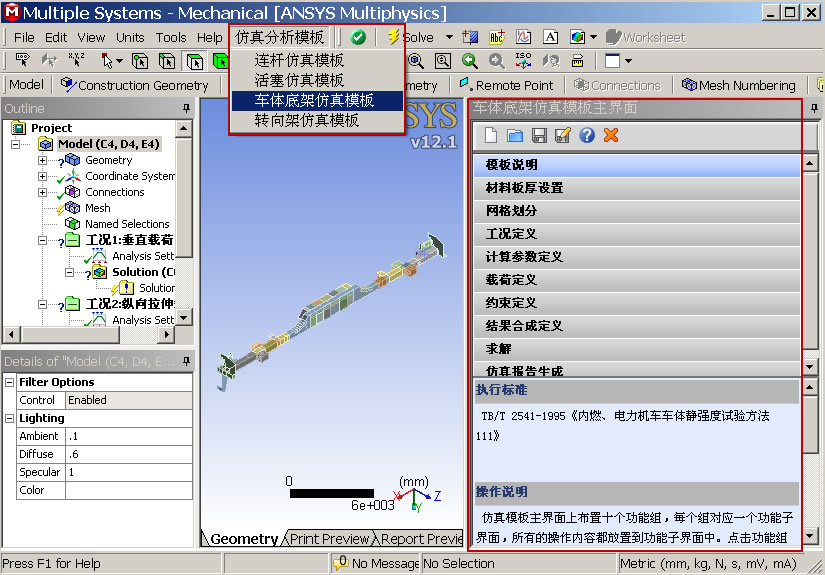 Multiple Systems - Mechanical [ANSYS Multiphysics]
File Edit View Units Tools Help 仿真分析模板 Solve Worksheet
连杆仿真模板
活塞仿真模板
车体底架仿真模板
转向架仿真模板
ISO
Model Construction Geometry metry Remote Point Connections Mesh Numbering
Outline
Project
Model (C4, D4, E4)
Geometry
Coordinate System
Connections
Mesh
Named Selections
工况1:垂直载荷
Analysis Sett
Solution (C
Solution
工况2:纵向拉伸
Analysis Sett
Details of "Model (C4, D4, E...
Filter Options
Control Enabled
Lighting
Ambient .1
Diffuse .6
Specular 1
Color
SYS
v12.1
0 (mm)
6e+003
X Z
Y
Geometry Print Preview Report Previe
车体底架仿真模板主界面
模板说明
材料板厚设置
网格划分
工况定义
计算参数定义
载荷定义
约束定义
结果合成定义
求解
仿真报告生成
执行标准
TB/T 2541-1995《内燃、电力机车车体静强度试验方法
111》
操作说明
仿真模板主界面上布置十个功能组，每个组对应一个功能子
界面，所有的操作内容都放置到功能子界面中。点击功能组
Press F1 for Help 0 No Message No Selection Metric (mm, kg, N, s, mV, mA)